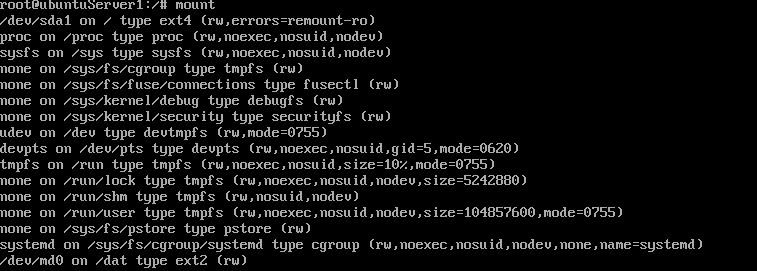 root@ubuntuServer1:/# mount
/dev/sda1 on / type ext4 (rw,errors=remount-ro)
proc on /proc type proc (rw,noexec,nosuid,nodev)
sysfs on /sys type sysfs (rw,noexec,nosuid,nodev)
none on /sys/fs/cgroup type tmpfs (rw)
none on /sys/fs/fuse/connections type fusectl (rw)
none on /sys/kernel/debug type debugfs (rw)
none on /sys/kernel/security type securityfs (rw)
udev on /dev type devtmpfs (rw,mode=0755)
devpts on /dev/pts type devpts (rw,noexec,nosuid,gid=5,mode=0620)
tmpfs on /run type tmpfs (rw,noexec,nosuid,size=10%,mode=0755)
none on /run/lock type tmpfs (rw,noexec,nosuid,nodev,size=5242880)
none on /run/shm type tmpfs (rw,nosuid,nodev)
none on /run/user type tmpfs (rw,noexec,nosuid,nodev,size=104857600,mode=0755)
none on /sys/fs/pstore type pstore (rw)
systemd on /sys/fs/cgroup/systemd type cgroup (rw,noexec,nosuid,nodev,none,name=systemd)
/dev/md0 on /dat type ext2 (rw)